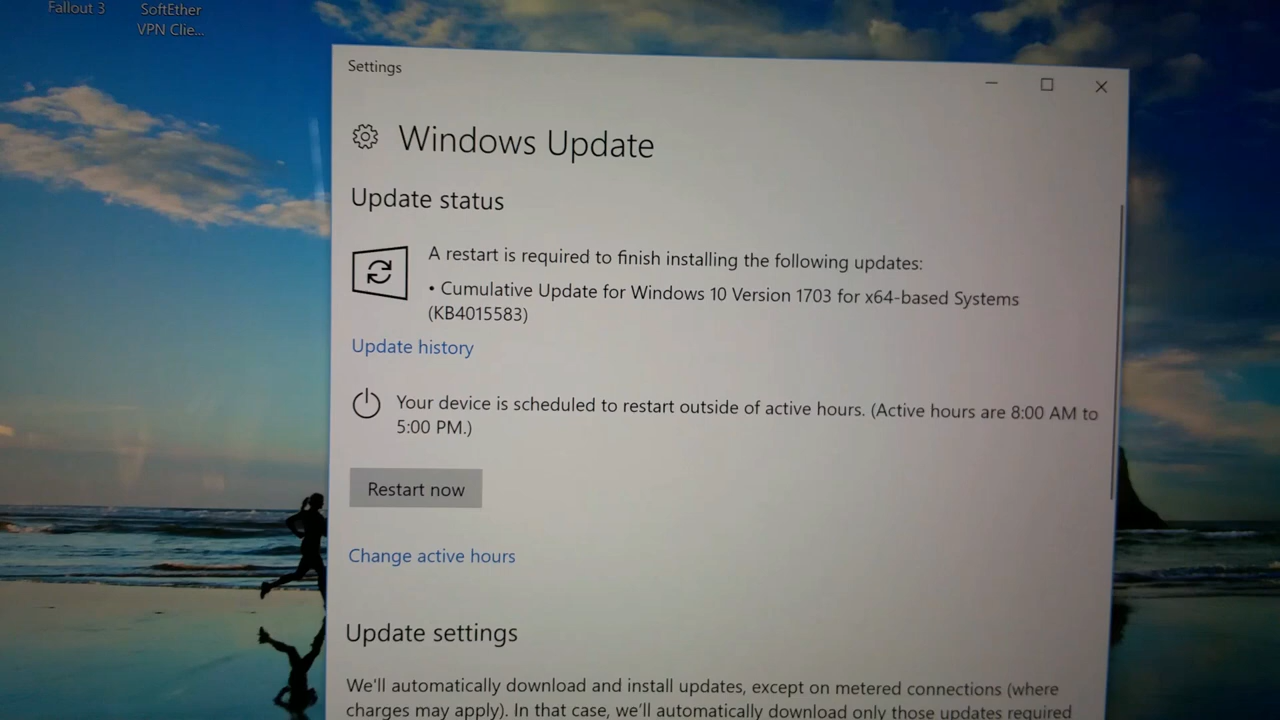 Fallout 3
SoftEther
VPN Clie...
Settings
Windows Update
Update status
A restart is required to finish installing the following updates:
• Cumulative Update for Windows 10 Version 1703 for x64-based Systems
(KB4015583)
Update history
Your device is scheduled to restart outside of active hours. (Active hours are 8:00 AM to
5:00 PM.)
Restart now
Change active hours
Update settings
We'll automatically download and install updates, except on metered connections (where
charges may apply). In that case, we'll automatically download only those updates required